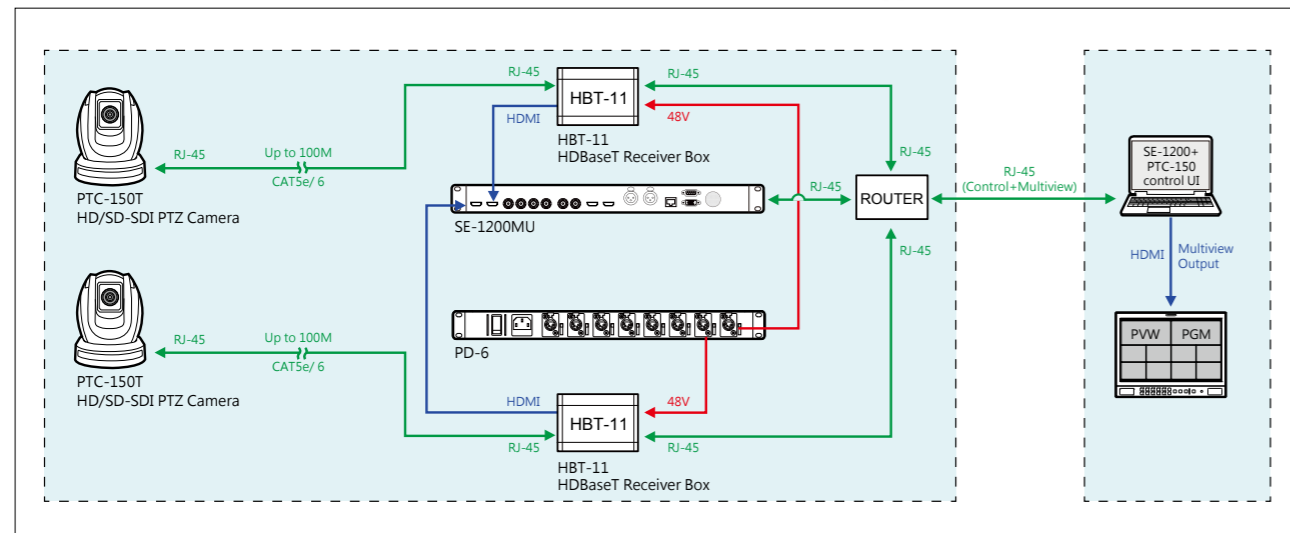 RJ-45
Up to 100M
CAT5e/ 6
PTC-150T
HD/SD-SDI PTZ Camera
RJ-45
HBT-11
RJ-45
HDMI
48V
HBT-11
HDBaseT Receiver Box
SE-1200MU
RJ-45
RJ-45
ROUTER
RJ-45
RJ-45
(Control+Multiview)
SE-1200+
PTC-150
control UI
HDMI
Multiview
Output
PVW
PGM
PD-6
RJ-45
Up to 100M
CAT5e/ 6
PTC-150T
HD/SD-SDI PTZ Camera
HDMI
48V
HBT-11
RJ-45
RJ-45
HBT-11
HDBaseT Receiver Box